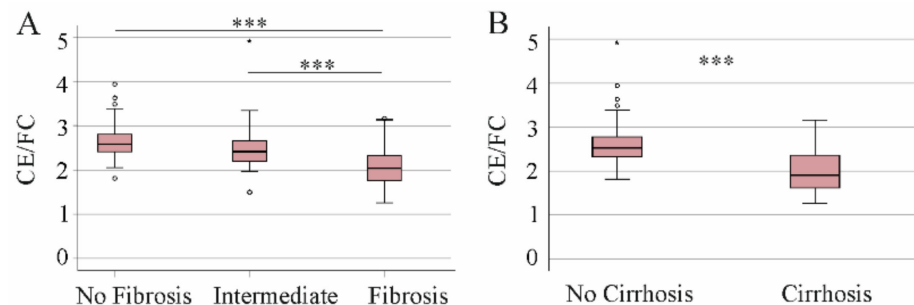 A
B
***
***
***
5
4
3
2
1
0
CE/FC
No Fibrosis Intermediate Fibrosis
5
4
3
2
1
0
CE/FC
No Cirrhosis Cirrhosis